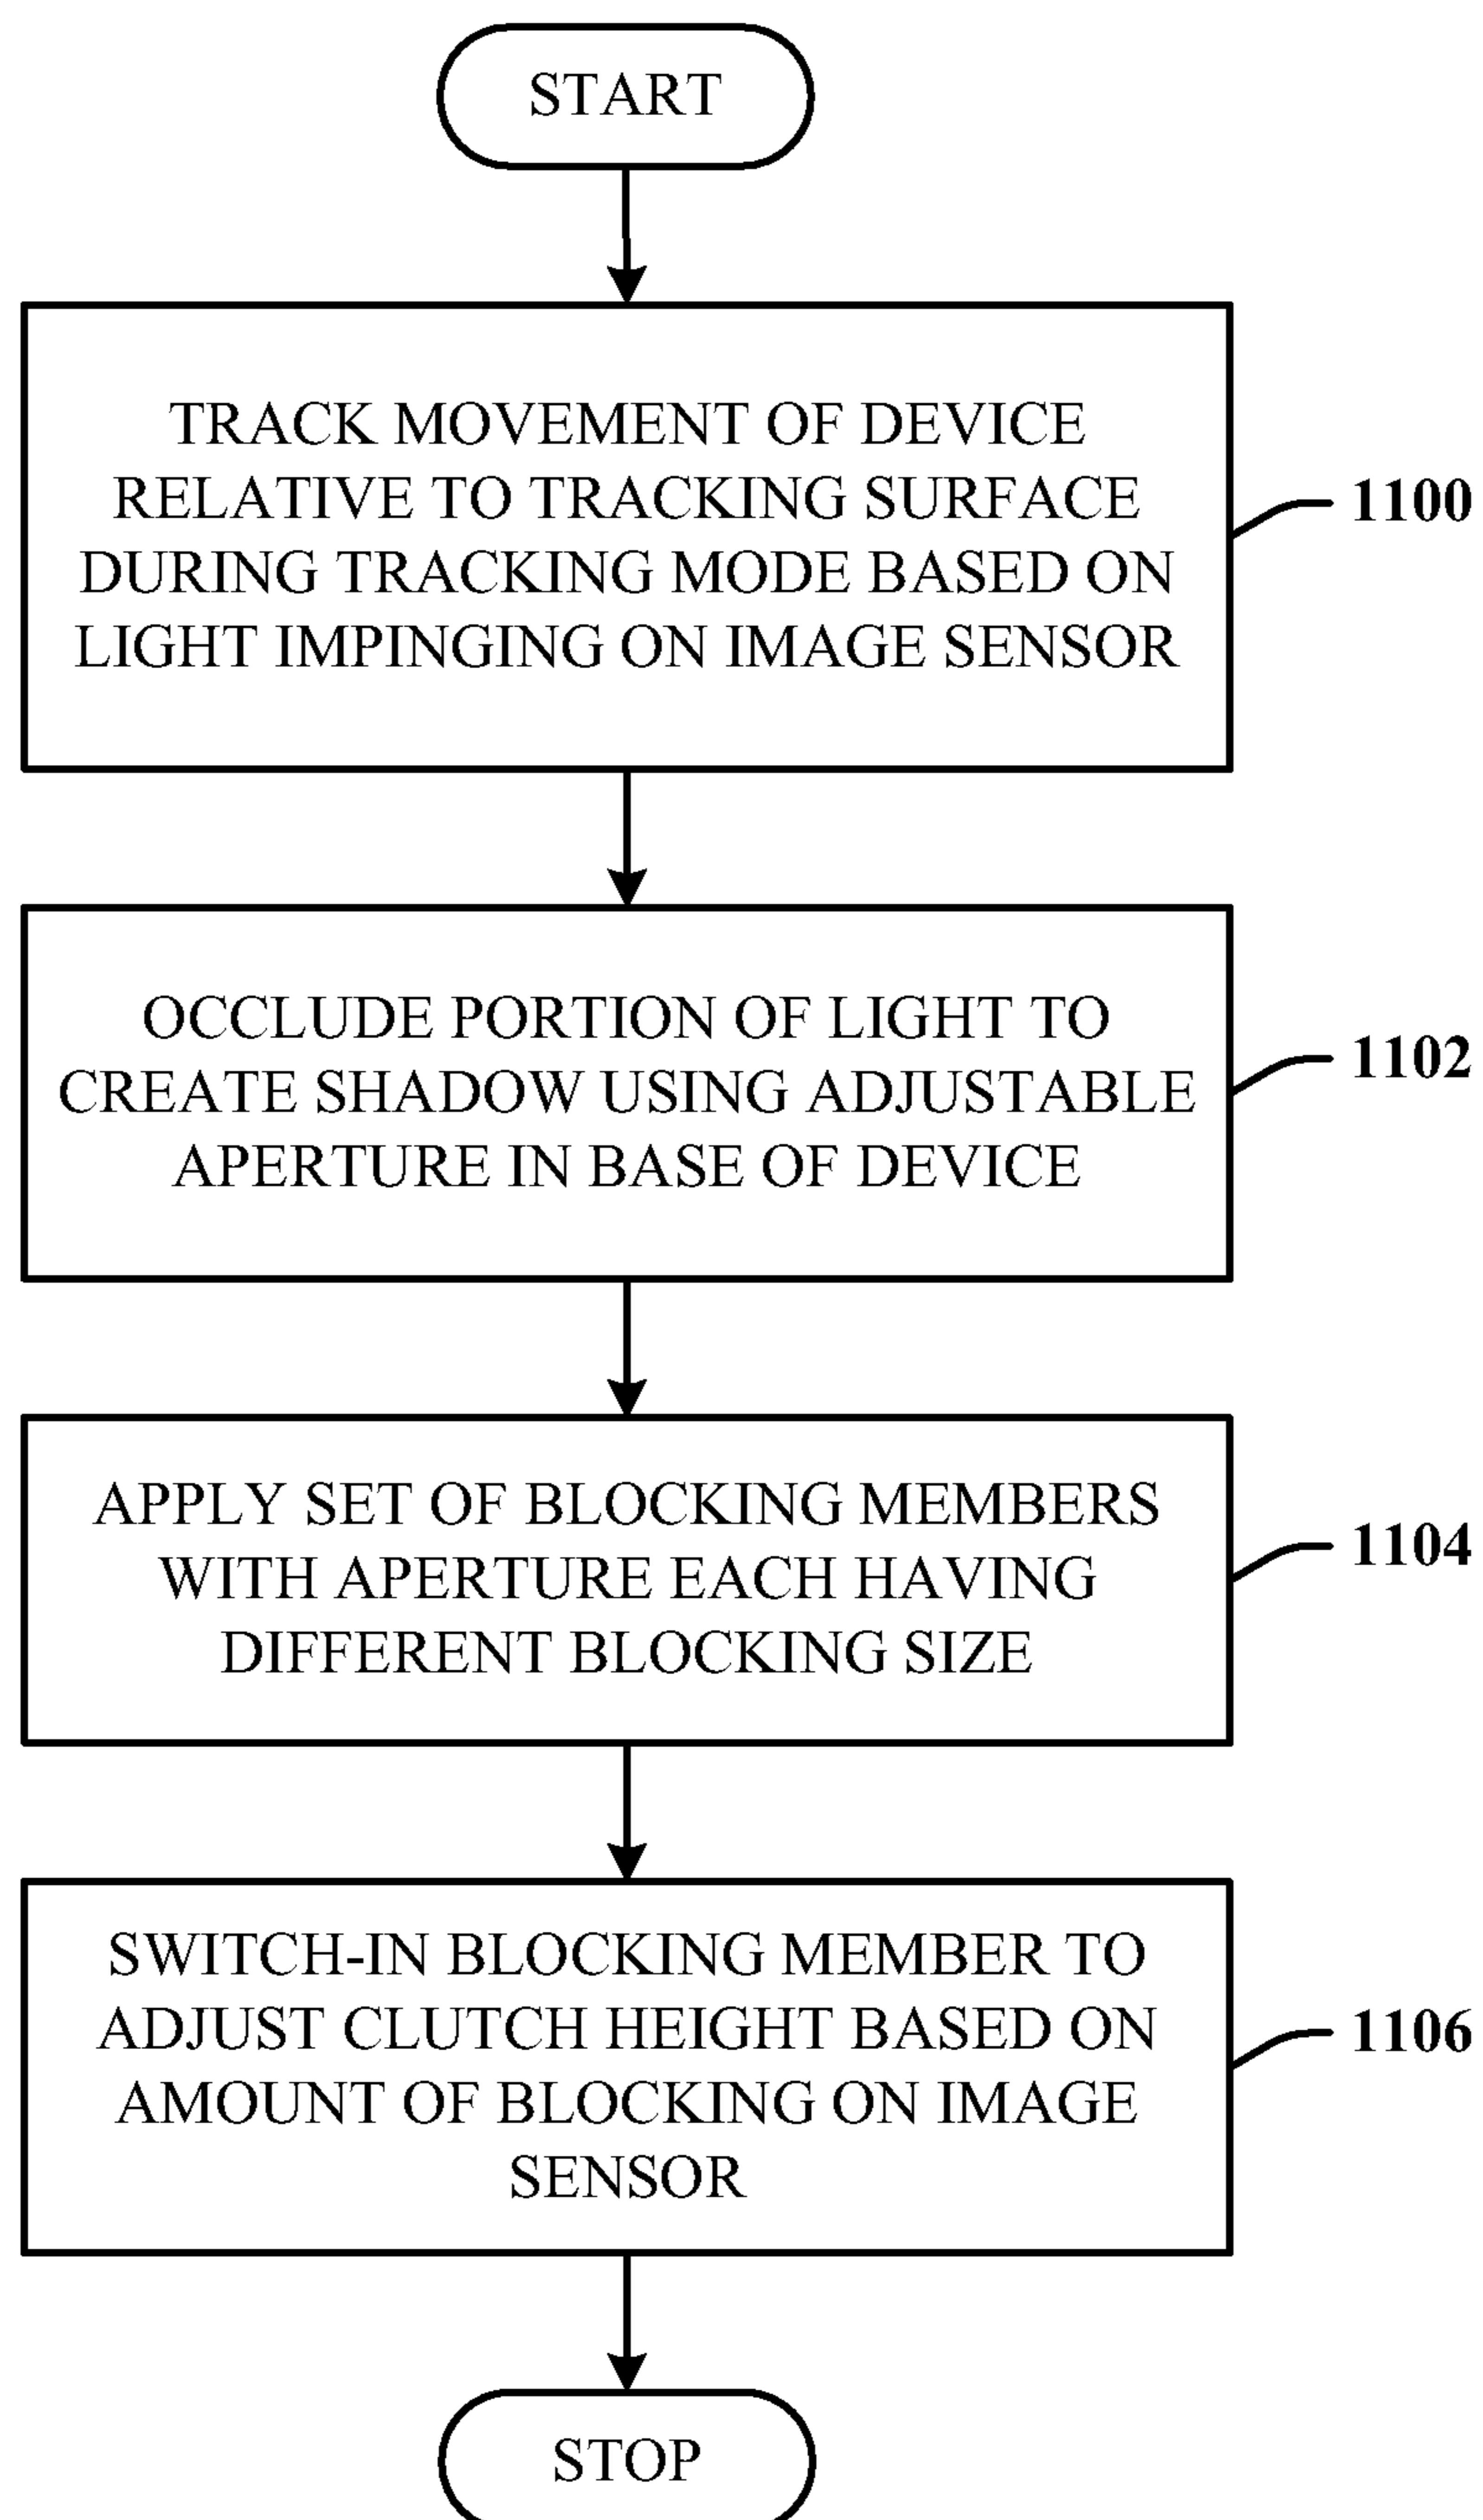 START
TRACK MOVEMENT OF DEVICE
RELATIVE TO TRACKING SURFACE
DURING TRACKING MODE BASED ON
LIGHT IMPINGING ON IMAGE SENSOR
1100
OCCLUDE PORTION OF LIGHT TO
CREATE SHADOW USING ADJUSTABLE
APERTURE IN BASE OF DEVICE
1102
APPLY SET OF BLOCKING MEMBERS
WITH APERTURE EACH HAVING
DIFFERENT BLOCKING SIZE
1104
SWITCH-IN BLOCKING MEMBER TO
ADJUST CLUTCH HEIGHT BASED ON
AMOUNT OF BLOCKING ON IMAGE
SENSOR
1106
STOP